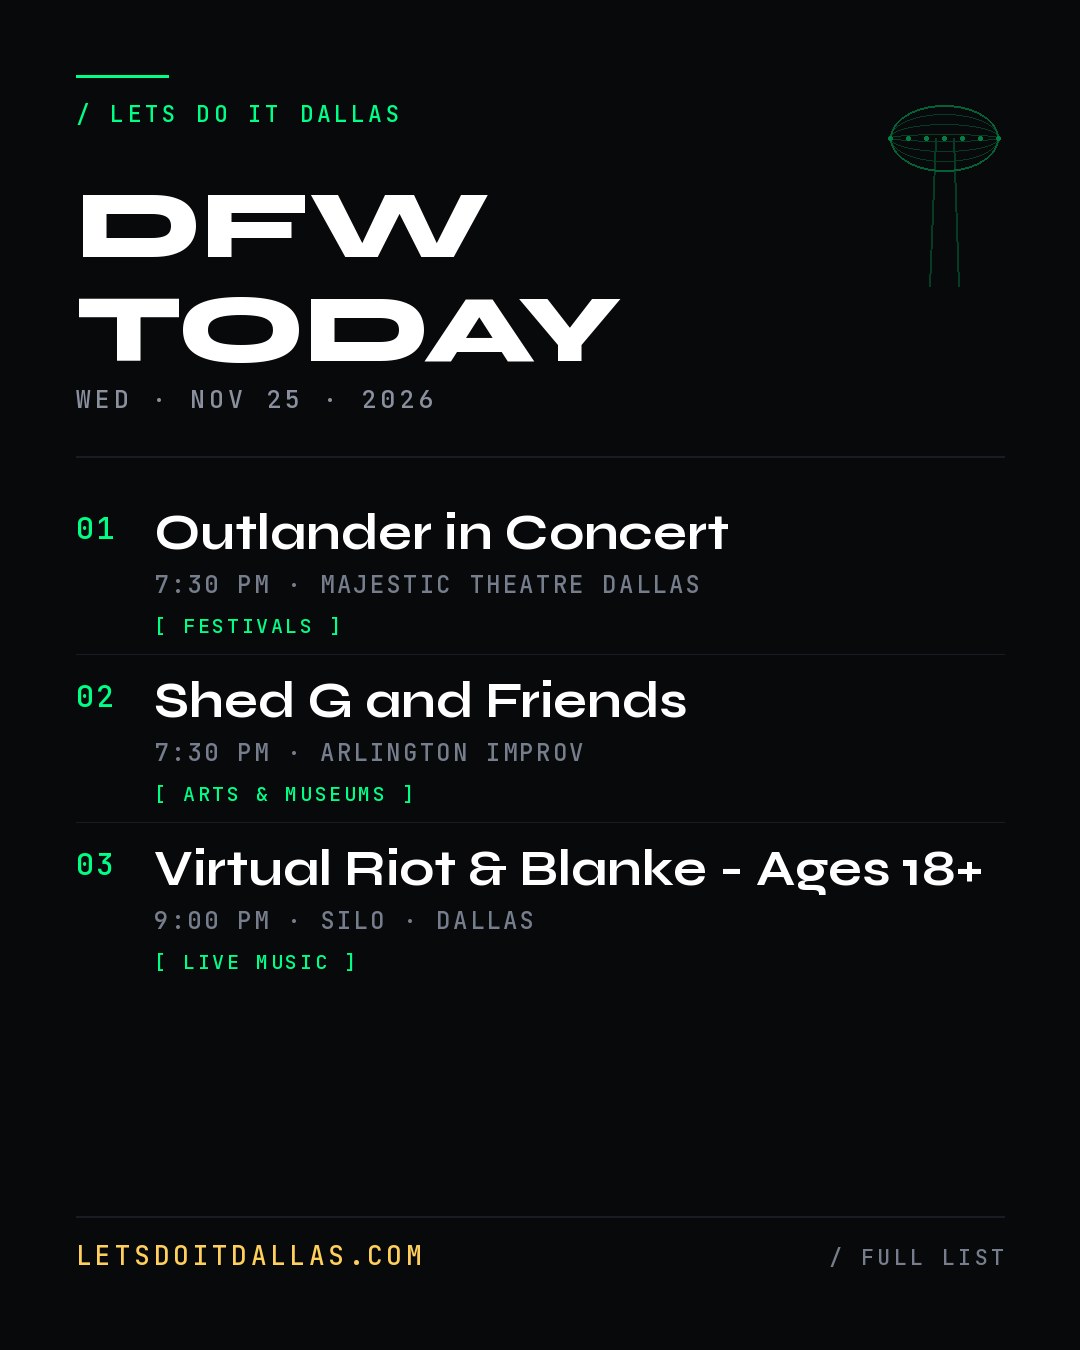 / LETS DO IT DALLAS
DFW
TODAY
WED · NOV 25 · 2026
01 Outlander in Concert
7:30 PM · MAJESTIC THEATRE DALLAS
[ FESTIVALS ]
02 Shed G and Friends
7:30 PM · ARLINGTON IMPROV
[ ARTS & MUSEUMS ]
03 Virtual Riot & Blanke - Ages 18+
9:00 PM · SILO · DALLAS
[ LIVE MUSIC ]
LETSDOITDALLAS.COM
/ FULL LIST